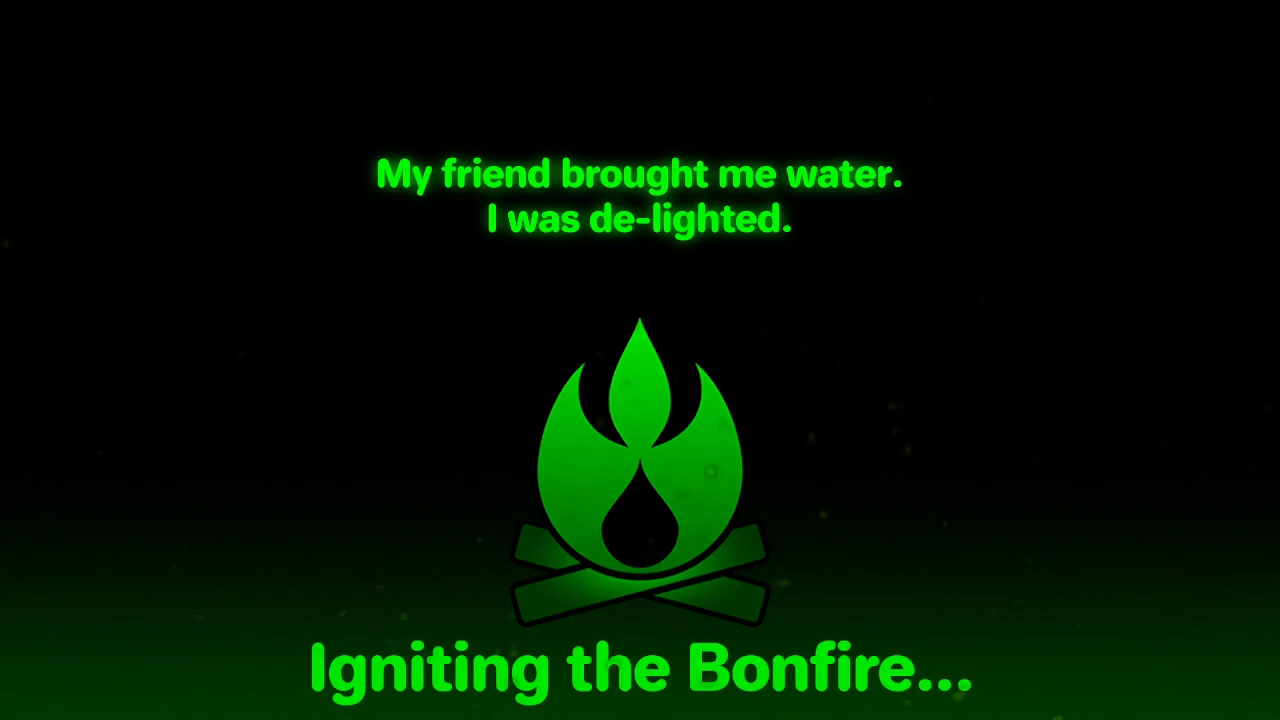 My friend brought me water.
I was de-lighted.
Igniting the Bonfire...